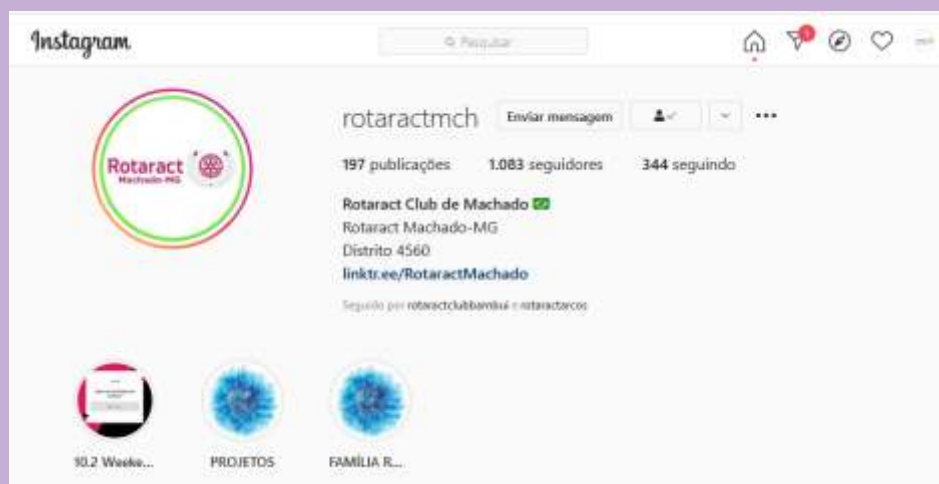 Instagram
Pesquisar
1
Rotaract
Machado-MG
rotaractmch Enviar mensagem
197 publicações 1.083 seguidores 344 seguindo
Rotaract Club de Machado
Rotaract Machado-MG
Distrito 4560
linktr.ee/RotaractMachado
Seguido por rotaractclubbambui e rotaractarcos
10.2 Weeke... PROJETOS FAMÍLIA R...